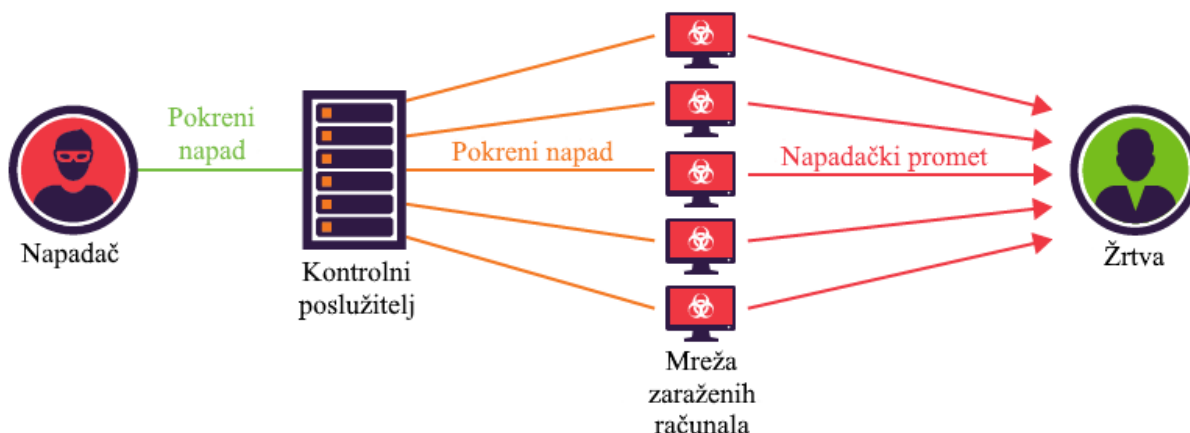 Pokreni
napad
Pokreni napad
Napadački promet
Napadač
Kontrolni
poslužitelj
Mreža
zaraženih
računala
Žrtva